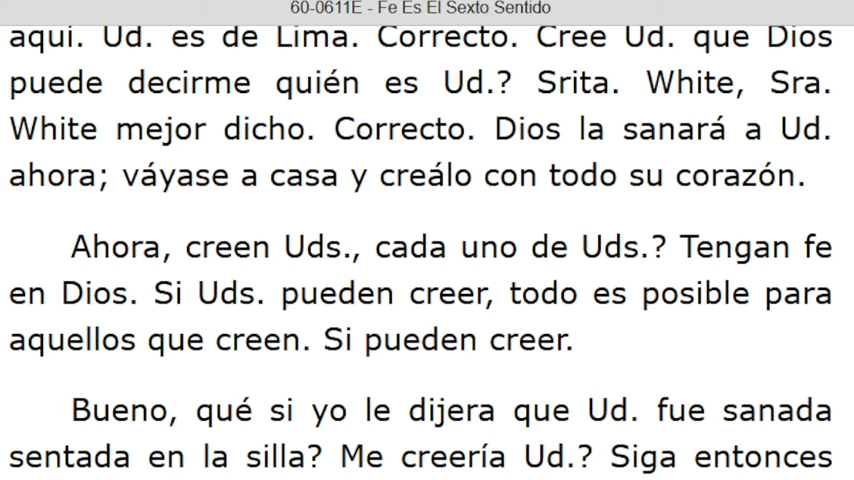 60-0611E - Fe Es El Sexto Sentido
aquí. Ud. es de Lima. Correcto. Cree Ud. que Dios
puede decirme quién es Ud.? Srita. White, Sra.
White mejor dicho. Correcto. Dios la sanará a Ud.
ahora; váyase a casa y creálo con todo su corazón.
Ahora, creen Uds., cada uno de Uds.? Tengan fe
en Dios. Si Uds. pueden creer, todo es posible para
aquellos que creen. Si pueden creer.
Bueno, qué si yo le dijera que Ud. fue sanada
sentada en la silla? Me creería Ud.? Siga entonces